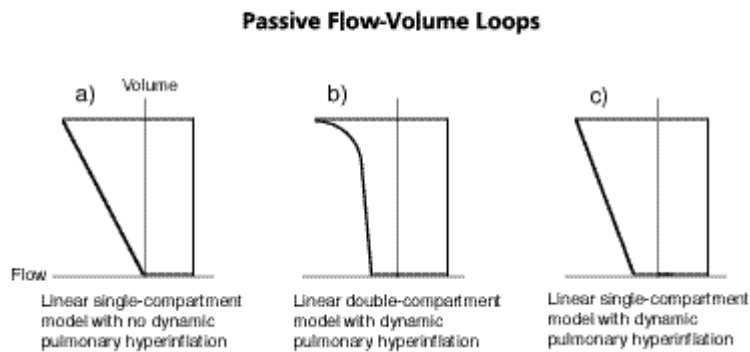 Passive Flow-Volume Loops
a)
Volume
b)
c)
Flow
Linear single-compartment
model with no dynamic
pulmonary hyperinflation
Linear double-compartment
model with dynamic
pulmonary hyperinflation
Linear single-compartment
model with dynamic
pulmonary hyperinflation